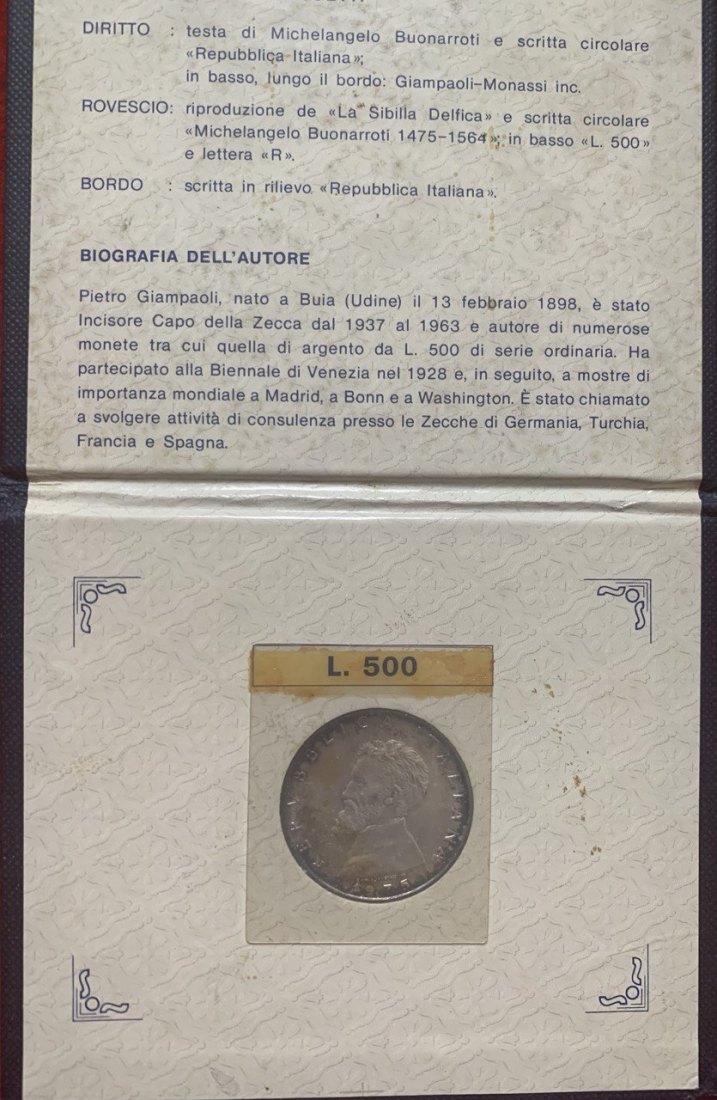 DIRITTO : testa di Michelangelo Buonarroti e scritta circolare
«Repubblica Italiana»;
in basso, lungo il bordo: Giampaoli-Monassi inc.
ROVESCIO: riproduzione de «La Sibilla Delfica» e scritta circolare
«Michelangelo Buonarroti 1475-1564»; in basso «L. 500»
e lettera «R».
BORDO : scritta in rilievo «Repubblica Italiana».
BIOGRAFIA DELL'AUTORE
Pietro Giampaoli, nato a Buia (Udine) il 13 febbraio 1898, è stato
Incisore Capo della Zecca dal 1937 al 1963 e autore di numerose
monete tra cui quella di argento da L. 500 di serie ordinaria. Ha
partecipato alla Biennale di Venezia nel 1928 e, in seguito, a mostre di
importanza mondiale a Madrid, a Bonn e a Washington. È stato chiamato
a svolgere attività di consulenza presso le Zecche di Germania, Turchia,
Francia e Spagna.
L. 500
REPVBBLICA ITALIANA
1975